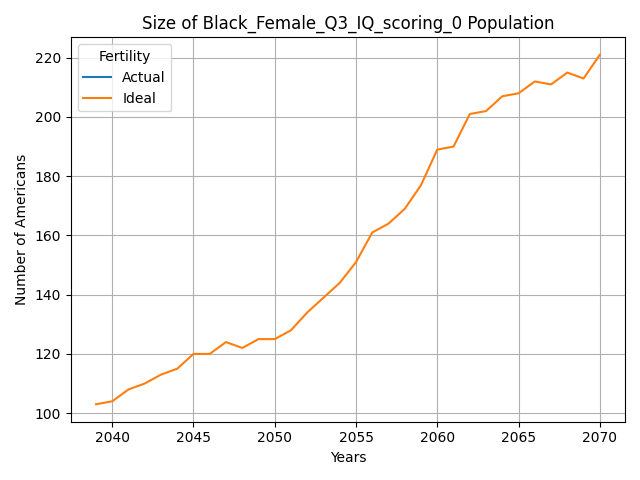 Size of Black_Female_Q3_IQ_scoring_0 Population
Fertility
Actual
Ideal
Number of Americans
220
200
180
160
140
120
100
2040 2045 2050 2055 2060 2065 2070
Years